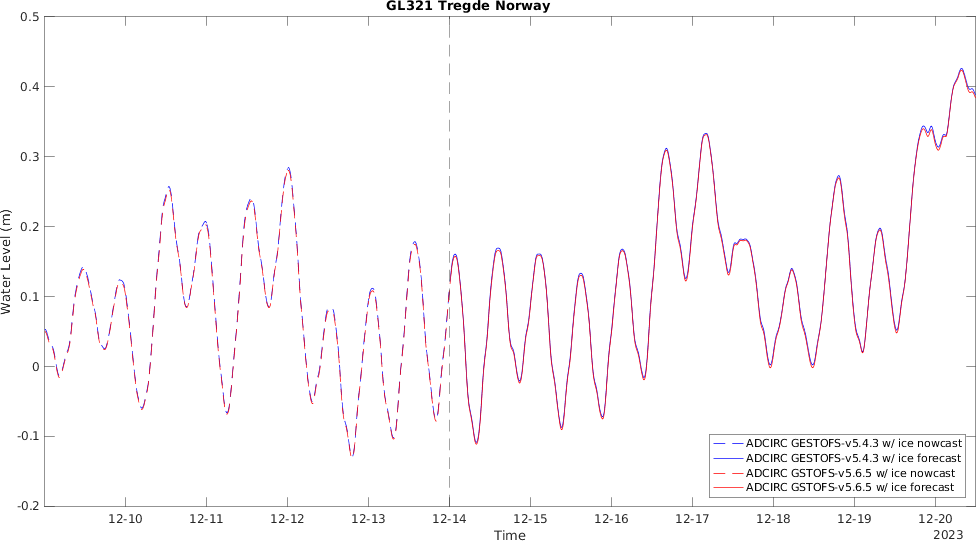 GL321 Tregde Norway
0.5
0.4
0.3
0.2
0.1
0
-0.1
-0.2
Water Level (m)
12-10 12-11 12-12 12-13 12-14 12-15 12-16 12-17 12-18 12-19 12-20
2023
Time
ADCIRC GESTOFS-v5.4.3 w/ ice nowcast
ADCIRC GESTOFS-v5.4.3 w/ ice forecast
ADCIRC GSTOFS-v5.6.5 w/ ice nowcast
ADCIRC GSTOFS-v5.6.5 w/ ice forecast